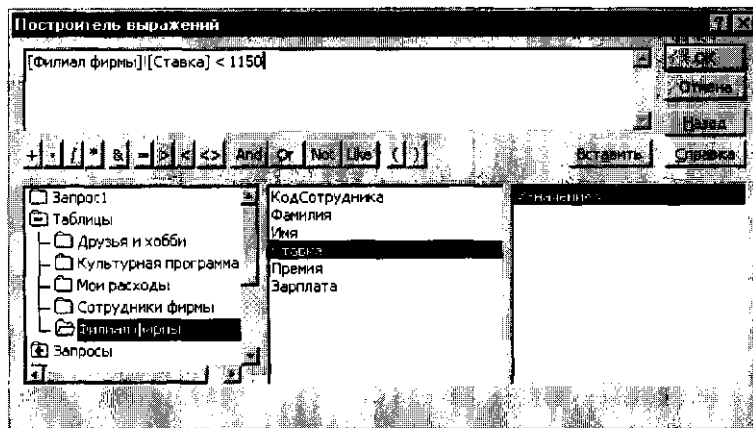 Построитель выражений
[Филиал фирмы]![Ставка] < 1150
OK
Отмена
Назад
+ - / * & = > < <> And Or Not Like ( )
Вставить
Справка
Запрос1
Таблицы
Друзья и хобби
Культурная программа
Мои расходы
Сотрудники фирмы
Филиал фирмы
Запросы
КодСотрудника
Фамилия
Имя
Ставка
Премия
Зарплата
<Значение>